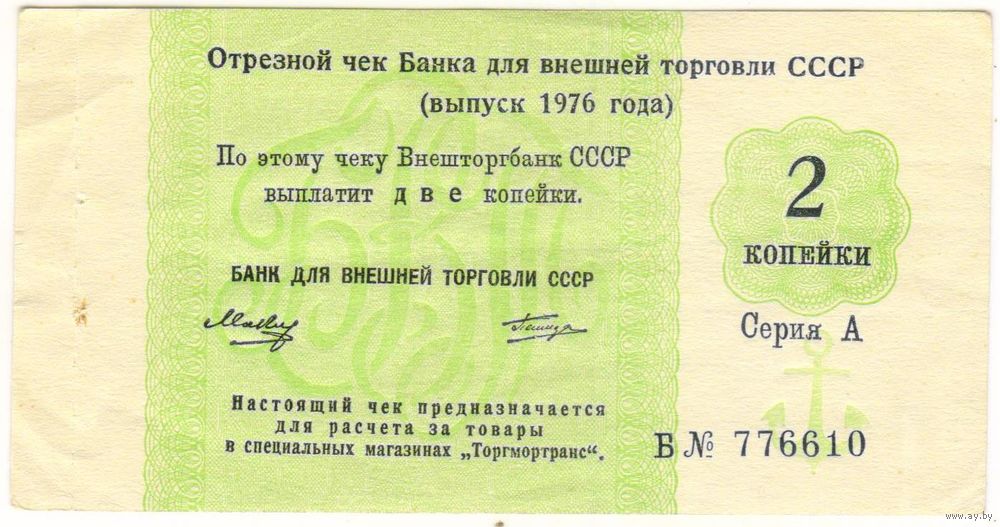 Отрезной чек Банка для внешней торговли СССР
(выпуск 1976 года)
По этому чеку Внешторгбанк СССР
выплатит две копейки.
БАНК ДЛЯ ВНЕШНЕЙ ТОРГОВЛИ СССР
Настоящий чек предназначается
для расчета за товары
в специальных магазинах „Торгмортранс“.
2
КОПЕЙКИ
Серия А
Б № 776610
www.ay.by